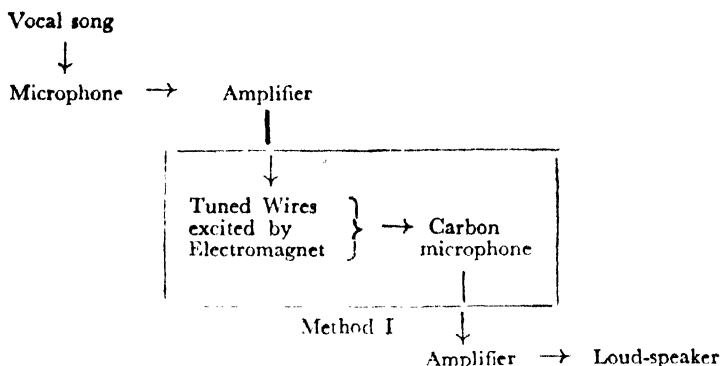 Vocal song
↓
Microphone → Amplifier
↓
Tuned Wires
excited by
Electromagnet
} → Carbon
microphone
Method I
↓
Amplifier → Loud-speaker